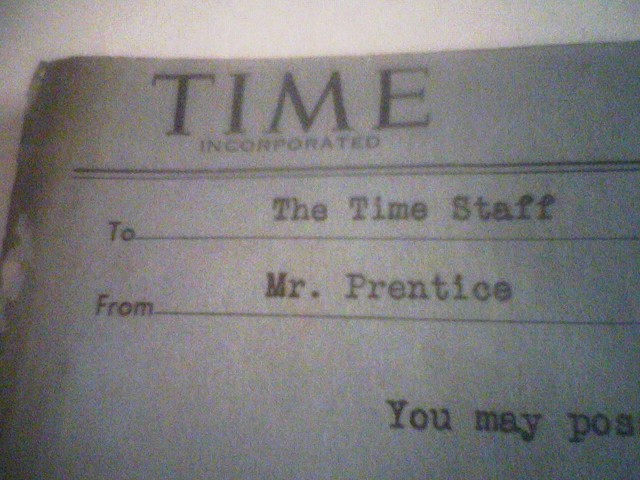 TIME
INCORPORATED
To The Time Staff
From Mr. Prentice
You may pos